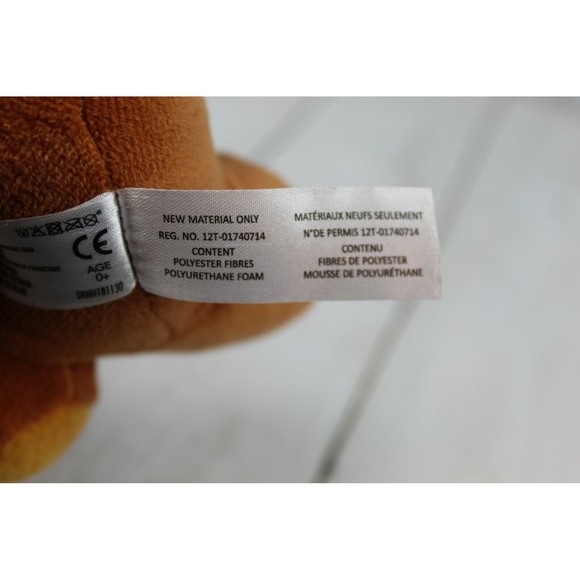 CE
AGE
0+
NEW MATERIAL ONLY
REG. NO. 12T-01740714
CONTENT
POLYESTER FIBRES
POLYURETHANE FOAM
MATÉRIAUX NEUFS SEULEMENT
N°DE PERMIS 12T-01740714
CONTENU
FIBRES DE POLYESTER
MOUSSE DE POLYURÉTHANE